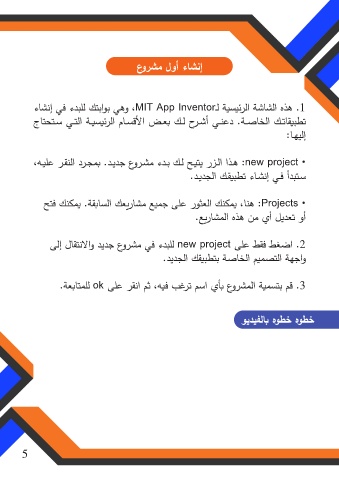 إنشاء أول مشروع
1. هذه الشاشة الرئيسية لـMIT App Inventor، وهي بوابتك للبدء في إنشاء
تطبيقاتك الخاصة. دعني أشرح لك بعض الأقسام الرئيسية التي ستحتاج
إليها:
• new project: هذا الزر يتيح لك بدء مشروع جديد. بمجرد النقر عليه،
ستبدأ في إنشاء تطبيقك الجديد.
• Projects: هنا، يمكنك العثور على جميع مشاريعك السابقة. يمكنك فتح
أو تعديل أي من هذه المشاريع.
2. اضغط فقط على new project للبدء في مشروع جديد والانتقال إلى
واجهة التصميم الخاصة بتطبيقك الجديد.
3. قم بتسمية المشروع بأي اسم ترغب فيه، ثم انقر على ok للمتابعة.
خطوه خطوه بالفيديو
5